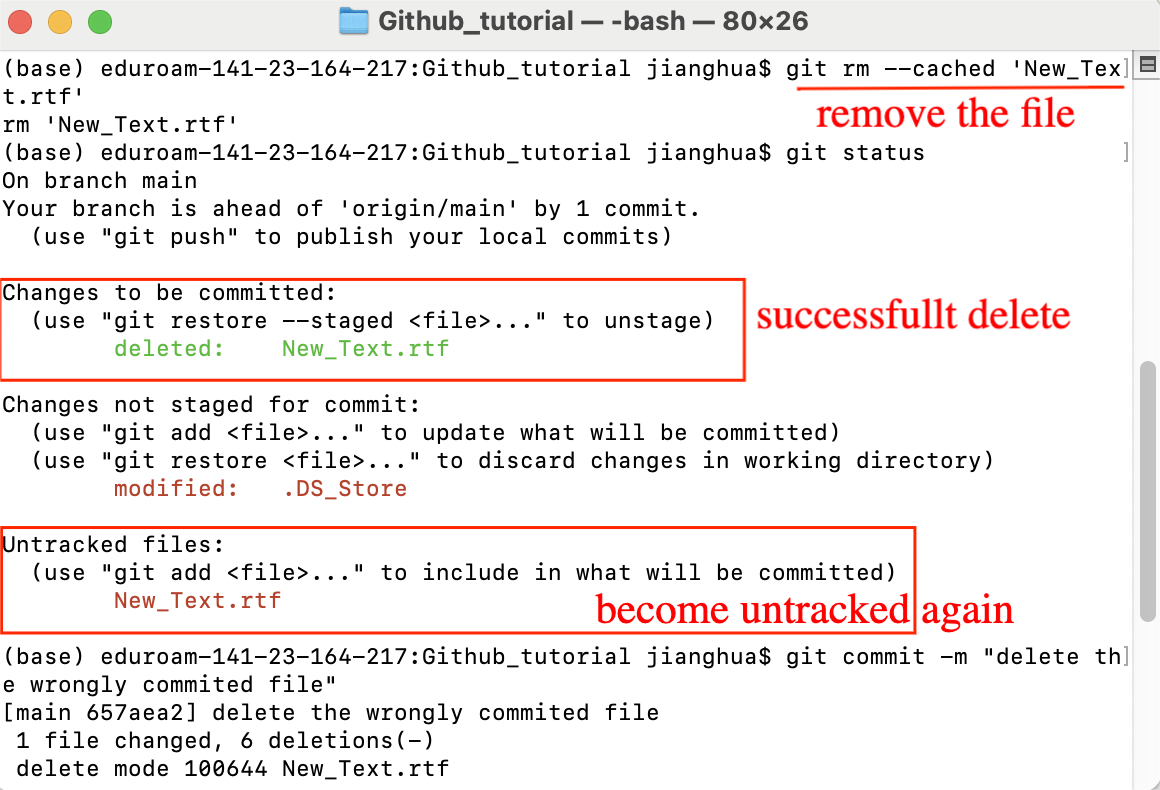 Github_tutorial — -bash — 80×26
(base) eduroam-141-23-164-217:Github_tutorial jianghua$ git rm --cached 'New_Tex]
t.rtf'
remove the file
rm 'New_Text.rtf'
(base) eduroam-141-23-164-217:Github_tutorial jianghua$ git status ]
On branch main
Your branch is ahead of 'origin/main' by 1 commit.
  (use "git push" to publish your local commits)
Changes to be committed:
  (use "git restore --staged <file>..." to unstage)
successfullt delete
        deleted:    New_Text.rtf
Changes not staged for commit:
  (use "git add <file>..." to update what will be committed)
  (use "git restore <file>..." to discard changes in working directory)
        modified:   .DS_Store
Untracked files:
  (use "git add <file>..." to include in what will be committed)
        New_Text.rtf
become untracked again
(base) eduroam-141-23-164-217:Github_tutorial jianghua$ git commit -m "delete th]
e wrongly commited file"
[main 657aea2] delete the wrongly commited file
 1 file changed, 6 deletions(-)
 delete mode 100644 New_Text.rtf